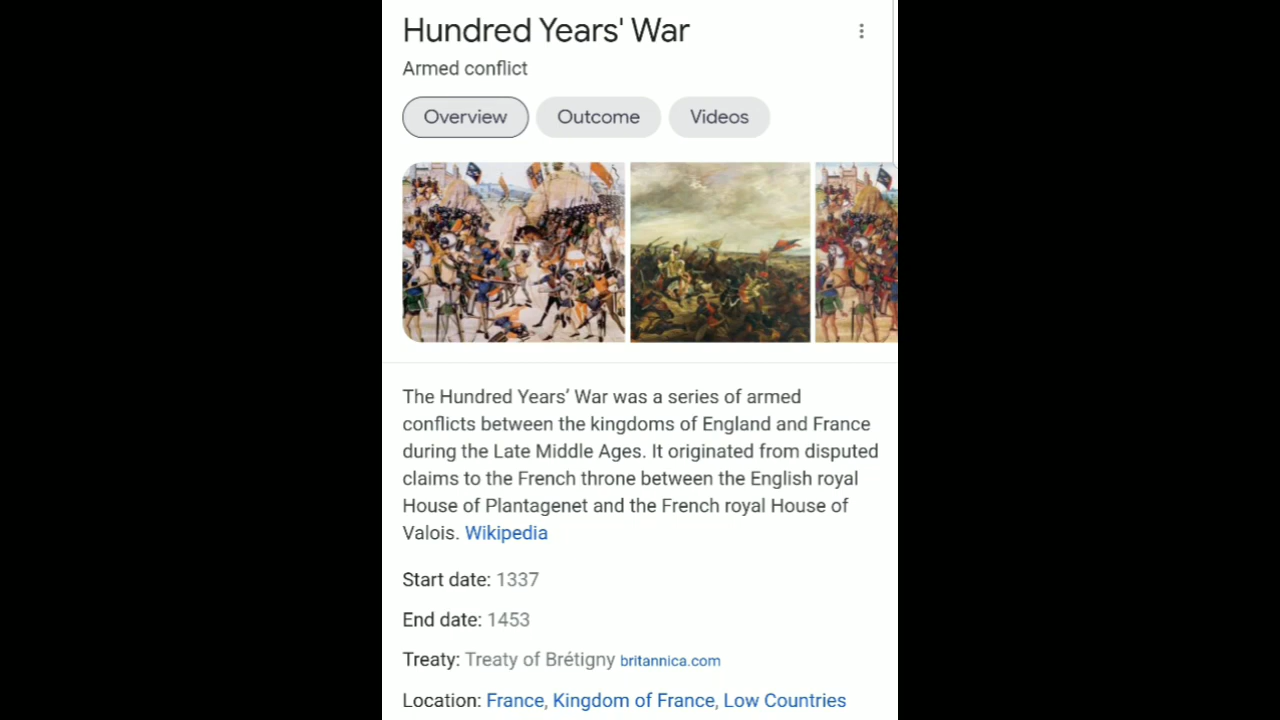 Hundred Years' War
Armed conflict
Overview
Outcome
Videos
The Hundred Years’ War was a series of armed
conflicts between the kingdoms of England and France
during the Late Middle Ages. It originated from disputed
claims to the French throne between the English royal
House of Plantagenet and the French royal House of
Valois. Wikipedia
Start date: 1337
End date: 1453
Treaty: Treaty of Brétigny britannica.com
Location: France, Kingdom of France, Low Countries